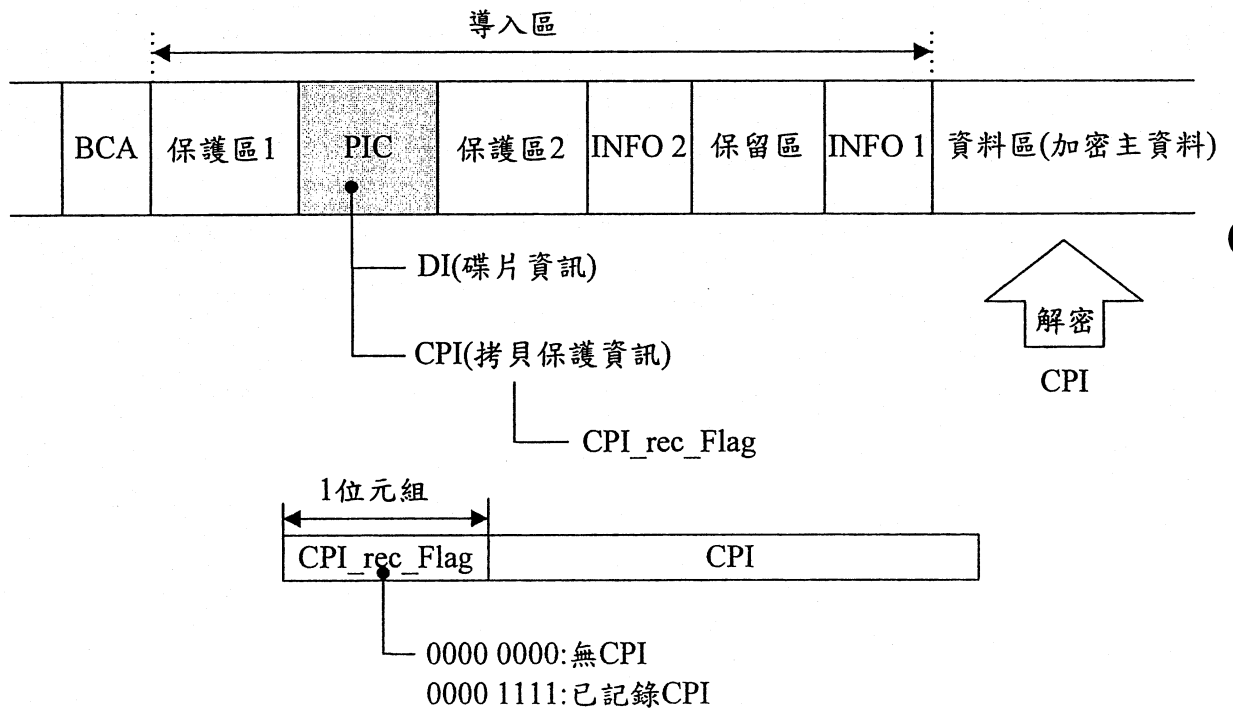 導入區
BCA 保護區1 PIC 保護區2 INFO 2 保留區 INFO 1 資料區(加密主資料)
DI(碟片資訊)
解密
CPI(拷貝保護資訊)
CPI
CPI_rec_Flag
1位元組
CPI_rec_Flag CPI
0000 0000:無CPI
0000 1111:已記錄CPI